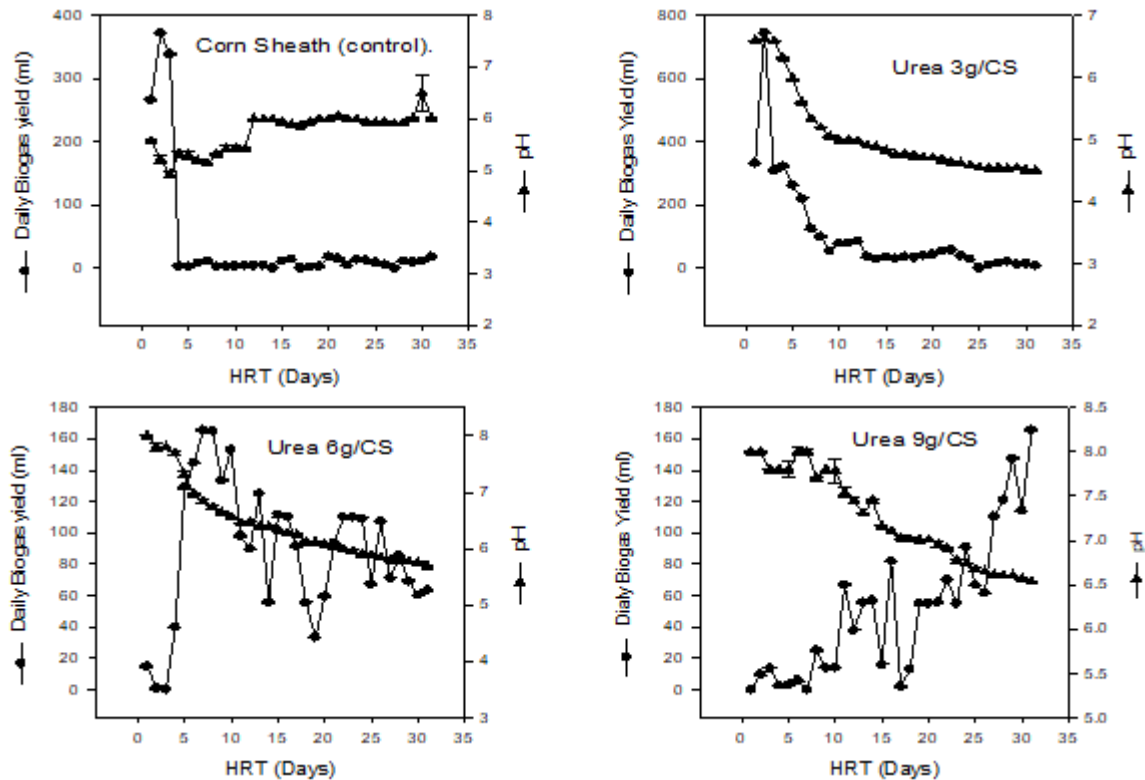 Corn Sheath (control).
Daily Biogas yield (ml)
400
300
200
100
0
8
7
6
5
4
3
2
pH
0 5 10 15 20 25 30 35
HRT (Days)
Urea 3g/CS
Daily Biogas Yield (ml)
800
600
400
300
200
0
7
6
5
4
3
2
pH
0 5 10 15 20 25 30 35
HRT (Days)
Urea 6g/CS
Daily Biogas yield (ml)
180
160
140
120
100
80
60
40
20
0
8
7
6
5
4
3
pH
0 5 10 15 20 25 30 35
HRT (Days)
Urea 9g/CS
Dialy Biogas Yield (ml)
180
160
140
120
100
80
60
40
20
0
8.5
8.0
7.5
7.0
6.5
6.0
5.5
5.0
pH
0 5 10 15 20 25 30 35
HRT (Days)